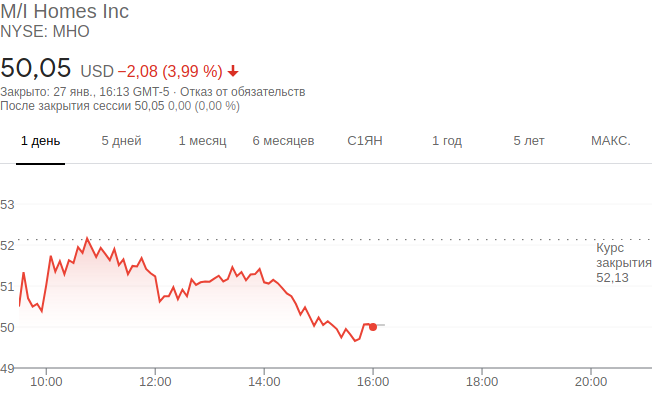 M/I Homes Inc
NYSE: MHO
50,05 USD −2,08 (3,99 %)
Закрыто: 27 янв., 16:13 GMT-5 · Отказ от обязательств
После закрытия сессии 50,05 0,00 (0,00 %)
1 день 5 дней 1 месяц 6 месяцев С1ЯН 1 год 5 лет МАКС.
53
52
Курс
закрытия
52,13
51
50
49
10:00 12:00 14:00 16:00 18:00 20:00